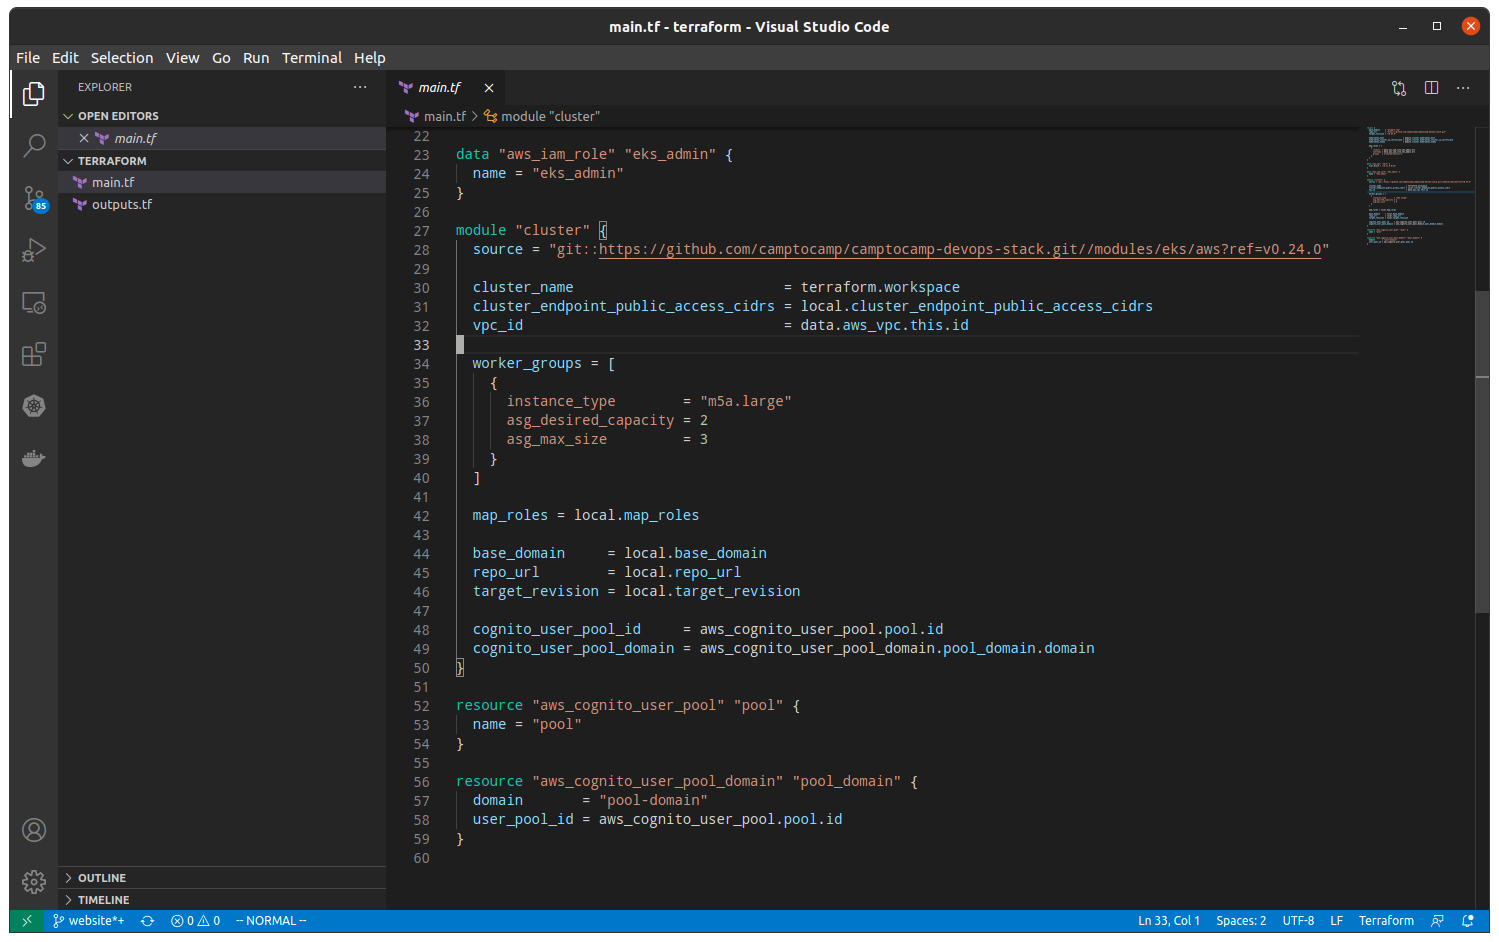 main.tf - terraform - Visual Studio Code
File Edit Selection View Go Run Terminal Help
EXPLORER
OPEN EDITORS
main.tf
TERRAFORM
main.tf
outputs.tf
OUTLINE
TIMELINE
85
main.tf
main.tf > module "cluster"
22
23 data "aws_iam_role" "eks_admin" {
24 name = "eks_admin"
25 }
26
27 module "cluster" {
28 source = "git::https://github.com/camptocamp/camptocamp-devops-stack.git//modules/eks/aws?ref=v0.24.0"
29
30 cluster_name = terraform.workspace
31 cluster_endpoint_public_access_cidrs = local.cluster_endpoint_public_access_cidrs
32 vpc_id = data.aws_vpc.this.id
33
34 worker_groups = [
35 {
36 instance_type = "m5a.large"
37 asg_desired_capacity = 2
38 asg_max_size = 3
39 }
40 ]
41
42 map_roles = local.map_roles
43
44 base_domain = local.base_domain
45 repo_url = local.repo_url
46 target_revision = local.target_revision
47
48 cognito_user_pool_id = aws_cognito_user_pool.pool.id
49 cognito_user_pool_domain = aws_cognito_user_pool_domain.pool_domain.domain
50 }
51
52 resource "aws_cognito_user_pool" "pool" {
53 name = "pool"
54 }
55
56 resource "aws_cognito_user_pool_domain" "pool_domain" {
57 domain = "pool-domain"
58 user_pool_id = aws_cognito_user_pool.pool.id
59 }
60
website*+ 0 0 -- NORMAL -- Ln 33, Col 1 Spaces: 2 UTF-8 LF Terraform